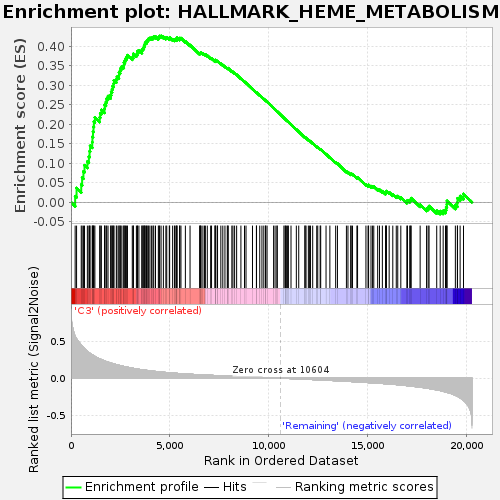 Enrichment plot: HALLMARK_HEME_METABOLISM
Enrichment score (ES)
0.40
0.35
0.30
0.25
0.20
0.15
0.10
0.05
0.00
-0.05
'C3' (positively correlated)
Ranked list metric (Signal2Noise)
0.5
0.0
-0.5
Zero cross at 10604
'Remaining' (negatively correlated)
0
5,000
10,000
15,000
20,000
Rank in Ordered Dataset
Enrichment profile
Hits
Ranking metric scores